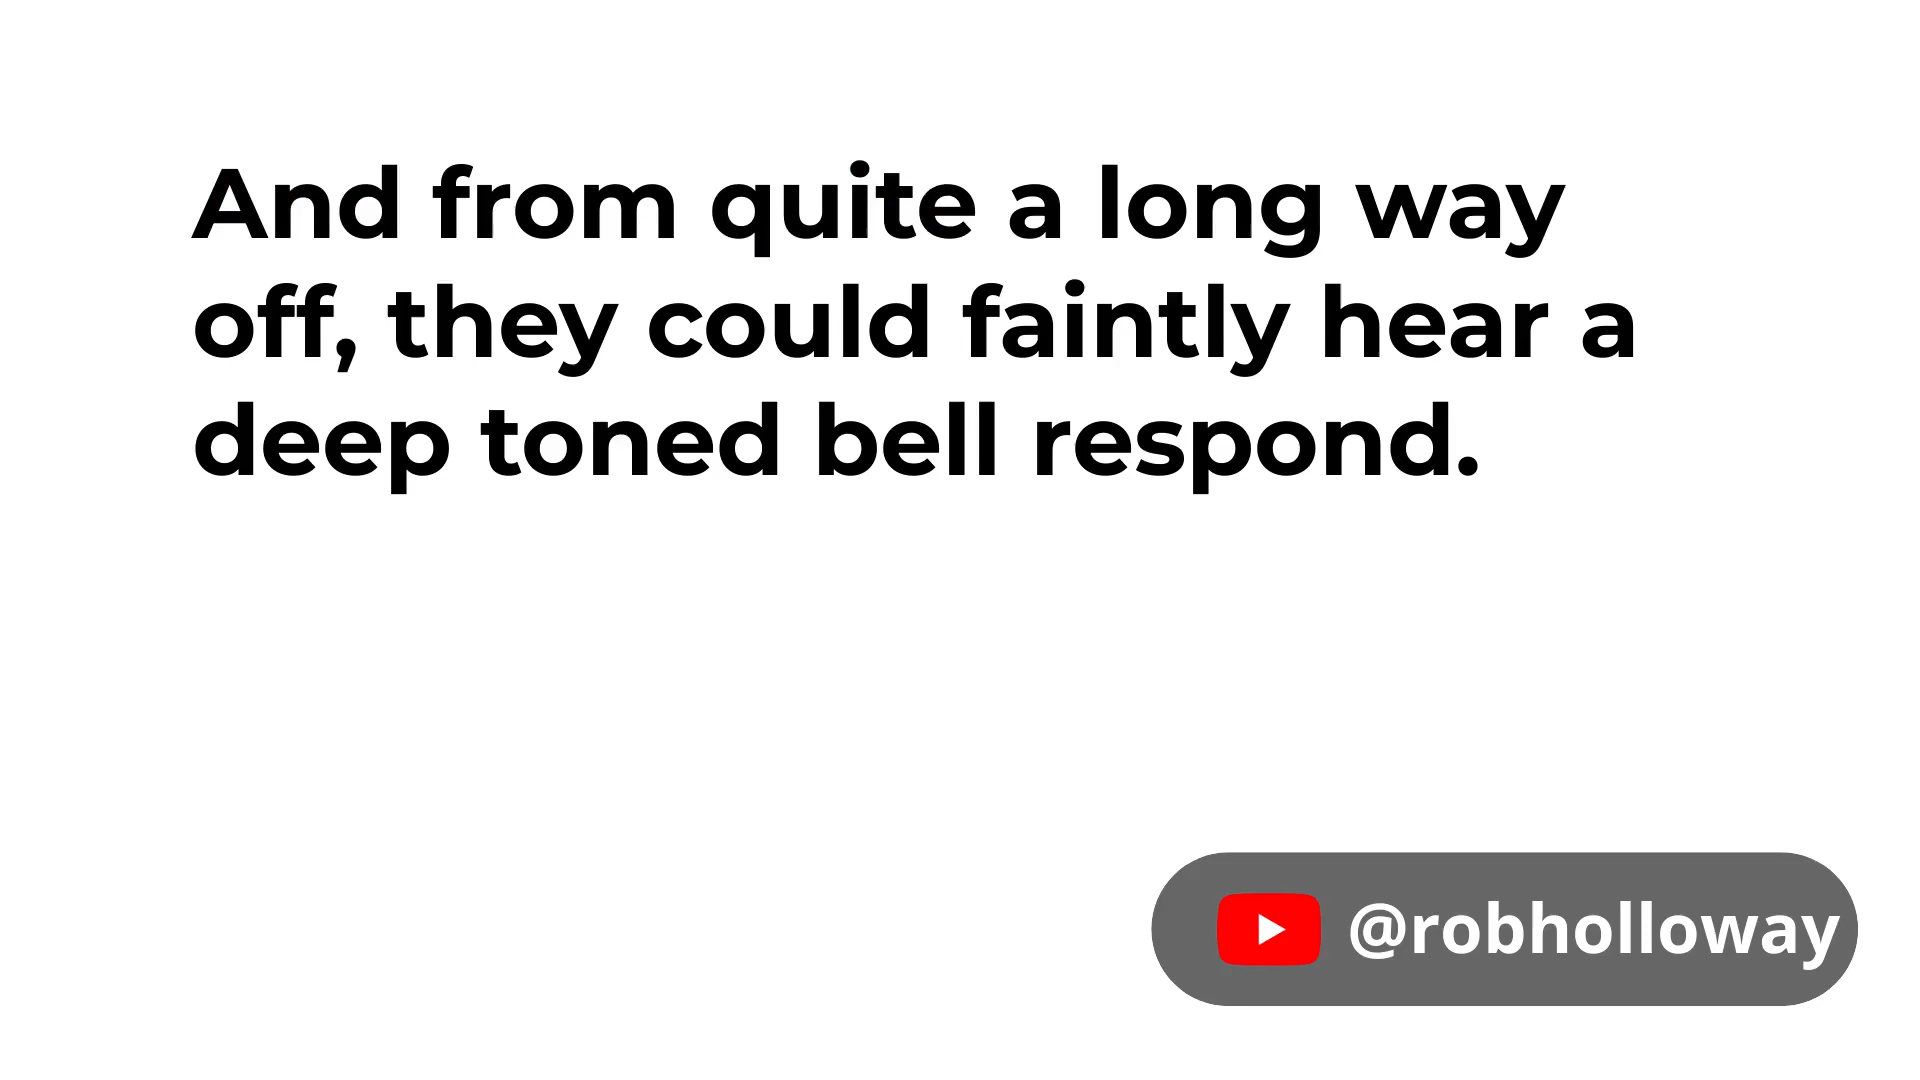 And from quite a long way
off, they could faintly hear a
deep toned bell respond.
@robholloway